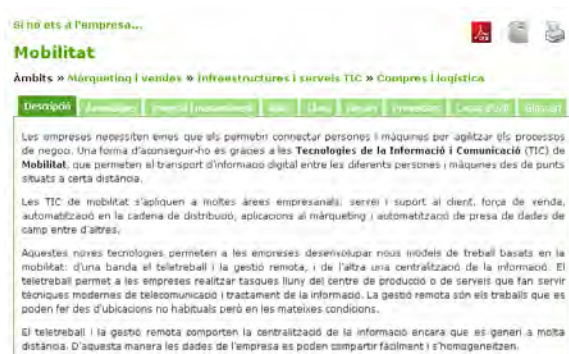 Si no ets a l'empresa...
Mobilitat
Àmbits » Màrqueting i vendes » Infraestructures i serveis TIC » Compres i logística
Descripció
Les empreses necessiten eines que els permetin connectar persones i màquines per agilitzar els processos
de negoci. Una forma d'aconseguir-ho és gràcies a les Tecnologies de la Informació i Comunicació (TIC) de
Mobilitat, que permeten el transport d'informació digital entre les diferents persones i màquines des de punts
situats a certa distància.
Les TIC de mobilitat s'apliquen a moltes àrees empresarials: servei i suport al client, força de venda,
automatització en la cadena de distribució, aplicacions al màrqueting i automatització de presa de dades de
camp entre d'altres.
Aquestes noves tecnologies permeten a les empreses desenvolupar nous models de treball basats en la
mobilitat: d'una banda el teletreball i la gestió remota, i de l'altra una centralització de la informació. El
teletreball permet a les empreses realitzar tasques lluny del centre de producció o de serveis que fan servir
tècniques modernes de telecomunicació i tractament de la informació. La gestió remota són els treballs que es
poden fer des d'ubicacions no habituals però en les mateixes condicions.
El teletreball i la gestió remota comporten la centralització de la informació encara que es generi a molta
distància. D'aquesta manera les dades de l'empresa es poden compartir fàcilment i s'homogeneïtzen.